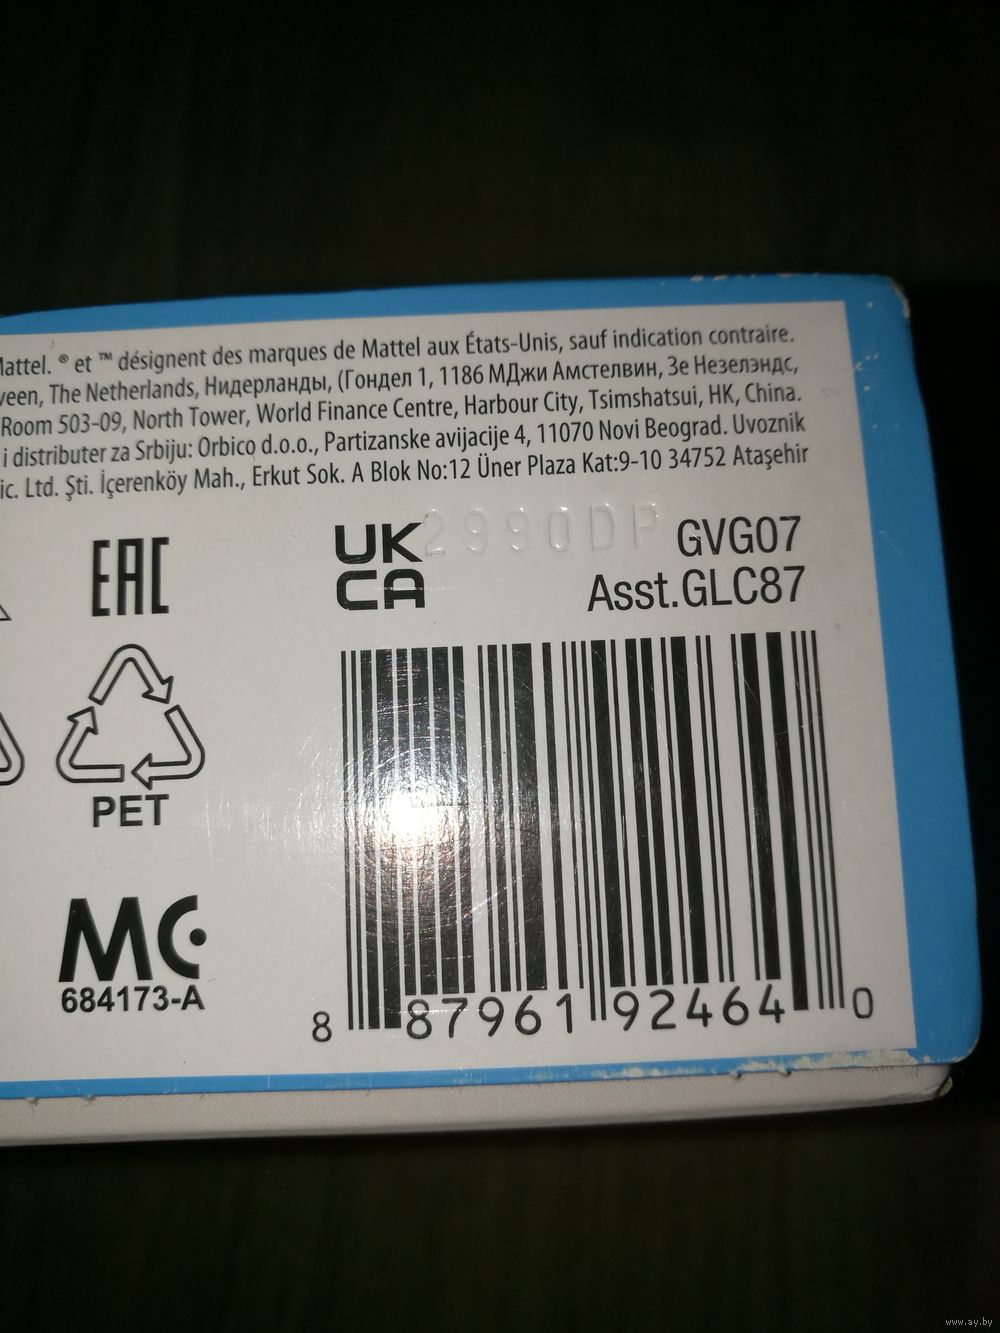 Mattel. ® et ™ désignent des marques de Mattel aux États-Unis, sauf indication contraire.
veen, The Netherlands, Нидерланды, (Гондел 1, 1186 МДжи Амстелвин, Зе Незелэндс,
Room 503-09, North Tower, World Finance Centre, Harbour City, Tsimshatsui, HK, China.
i distributer za Srbiju: Orbico d.o.o., Partizanske avijacije 4, 11070 Novi Beograd. Uvoznik
ic. Ltd. Şti. İçerenköy Mah., Erkut Sok. A Blok No:12 Üner Plaza Kat:9-10 34752 Ataşehir
EAC
UK
CA
2990DP
GVG07
Asst.GLC87
PET
MC
684173-A
8 87961 92464 0
www.ay.by